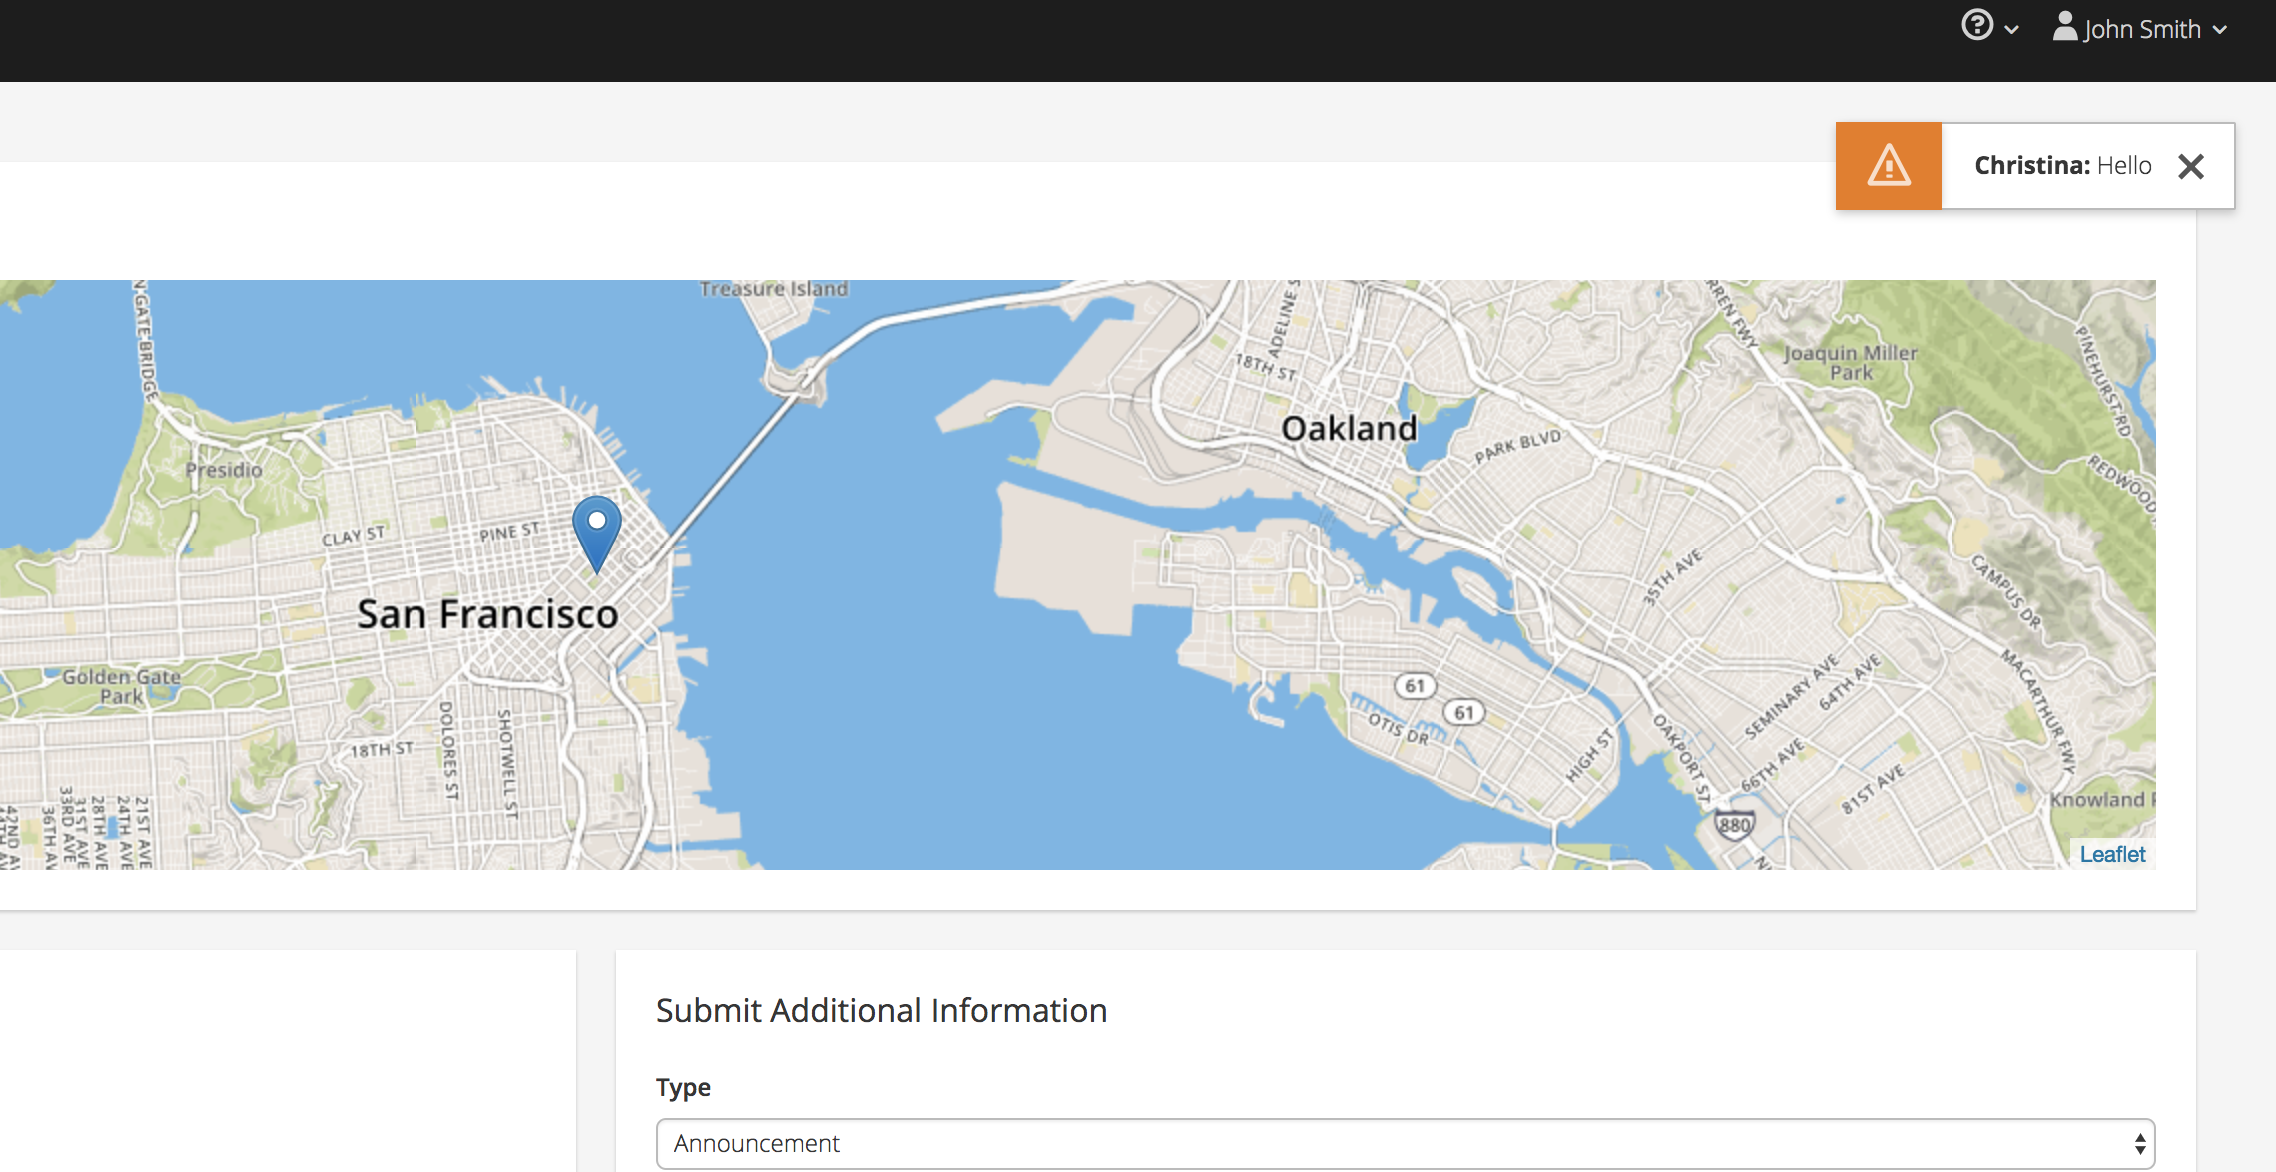 John Smith
Christina: Hello
Treasure Island
N GATE BRIDGE
ADELINE S
18TH ST
RREN FWY
Joaquin Miller
Park
PINEHURST RD
Oakland
PARK BLVD
REDWOOD
Presidio
CLAY ST
PINE ST
35TH AVE
CAMPUS DR
San Francisco
Golden Gate
Park
61
61
OTIS DR
HIGH ST
OAKPORT ST
SEMINARY AVE
64TH AVE
66TH AVE
81ST AVE
MACARTHUR FWY
18TH ST
DOLORES ST
SHOTWELL ST
42ND A
36TH AV
33RD AVE
31ST AVE
28TH AVE
24TH AVE
21ST AVE
Knowland
880
Leaflet
Submit Additional Information
Type
Announcement